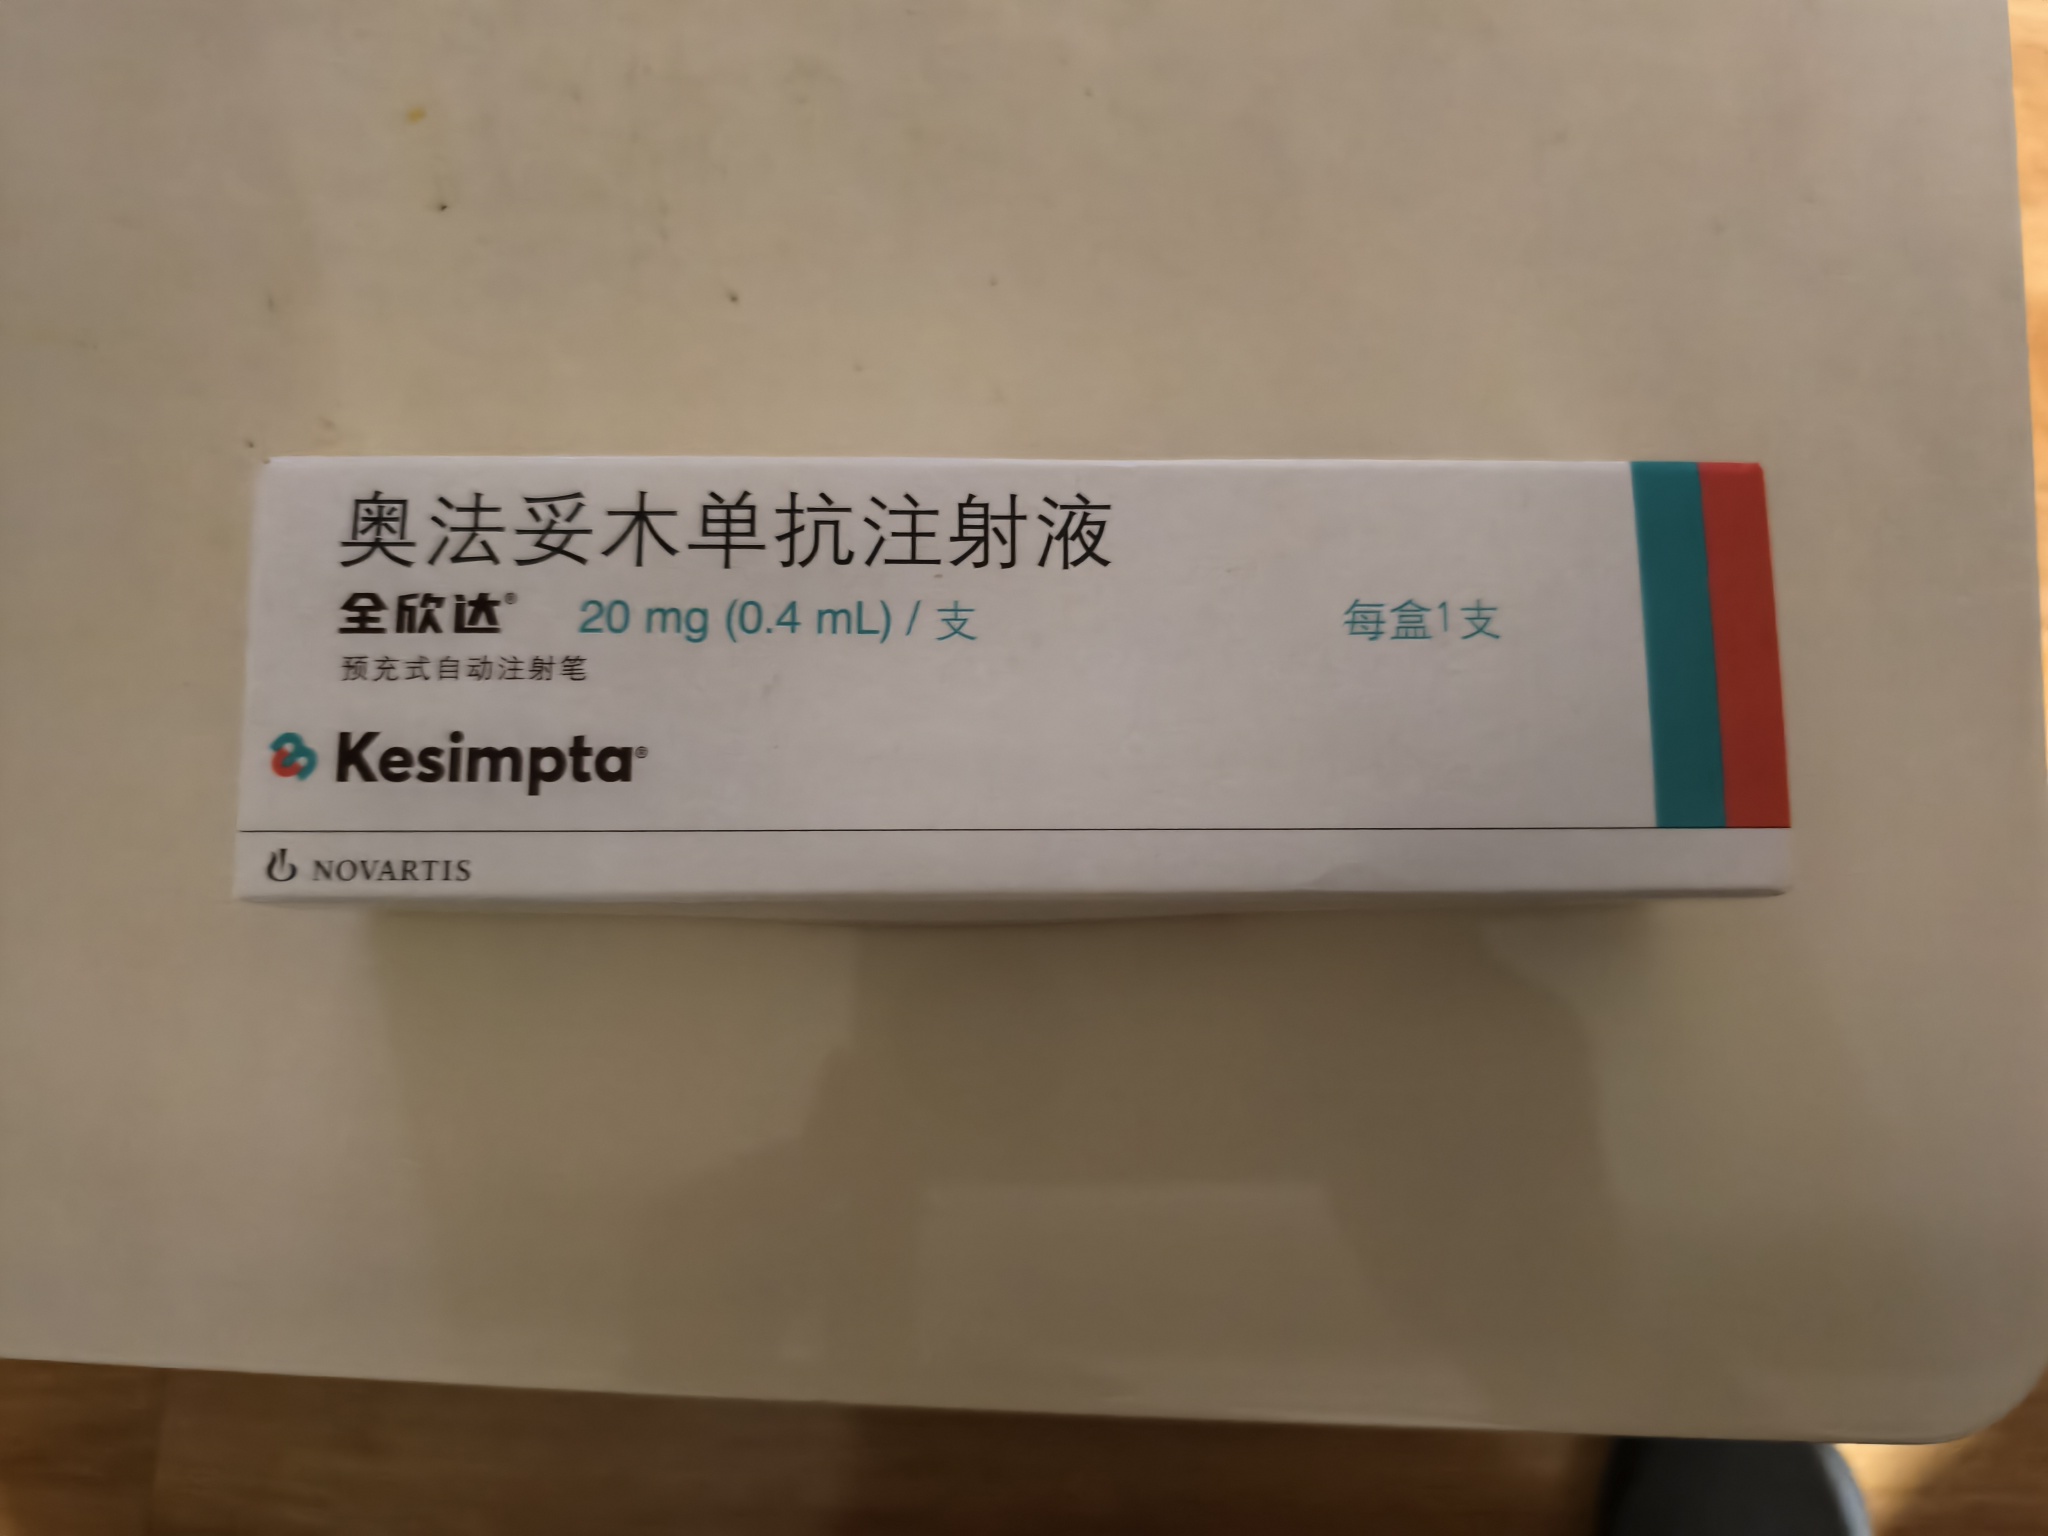 奥法妥木单抗注射液
全欣达® 20 mg (0.4 mL) / 支 每盒1支
预充式自动注射笔
Kesimpta®
NOVARTIS